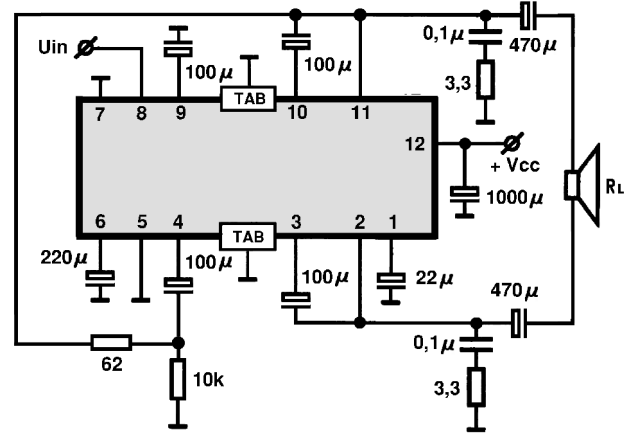 0,1µ
470µ
Uin
100µ
100µ
3,3
TAB
7
8
9
10
11
12
+ Vcc
RL
1000µ
6
5
4
TAB
3
2
1
220µ
100µ
100µ
22µ
470µ
0,1µ
62
10k
3,3